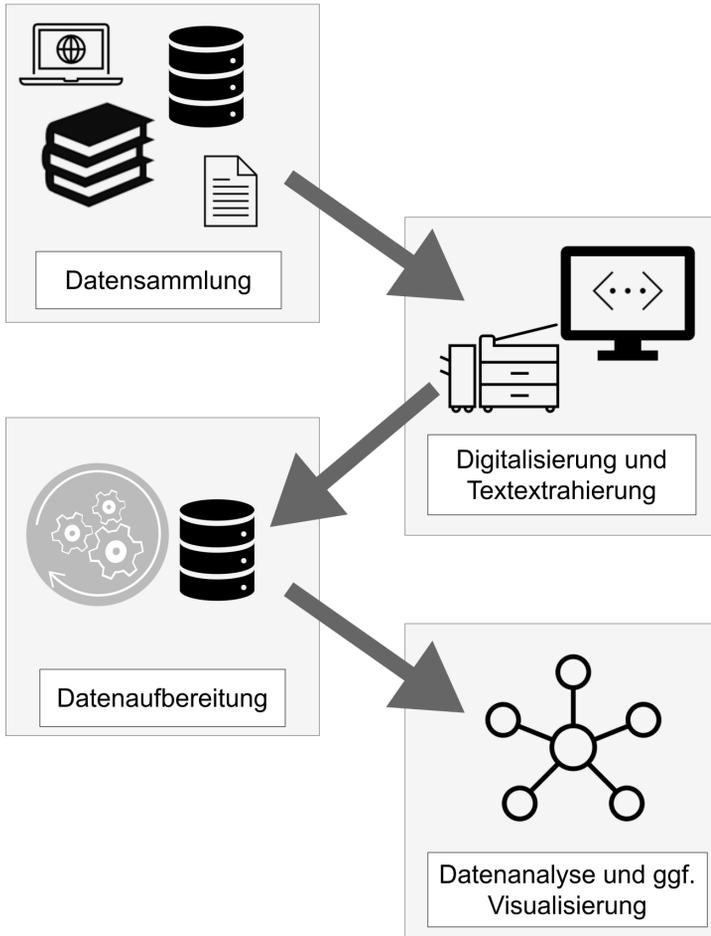 Datensammlung
Digitalisierung und
Textextrahierung
Datenaufbereitung
Datenanalyse und ggf.
Visualisierung